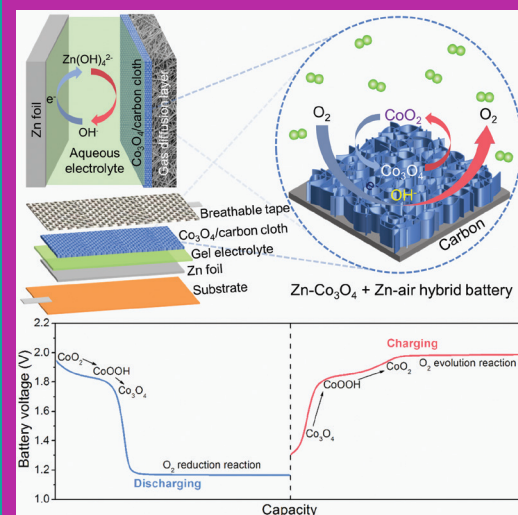 Zn foil
Zn(OH)₄²⁻
e⁻
OH⁻
Aqueous
electrolyte
Co₃O₄/carbon cloth
Gas diffusion layer
O₂
CoO₂
O₂
Co₃O₄
OH⁻
Carbon
Breathable tape
Co₃O₄/carbon cloth
Gel electrolyte
Zn foil
Substrate
Zn-Co₃O₄ + Zn-air hybrid battery
Battery voltage (V)
2.2
2.0
1.8
1.6
1.4
1.2
1.0
CoO₂
CoOOH
Co₃O₄
O₂ reduction reaction
Discharging
Charging
CoO₂
O₂ evolution reaction
CoOOH
Co₃O₄
Capacity